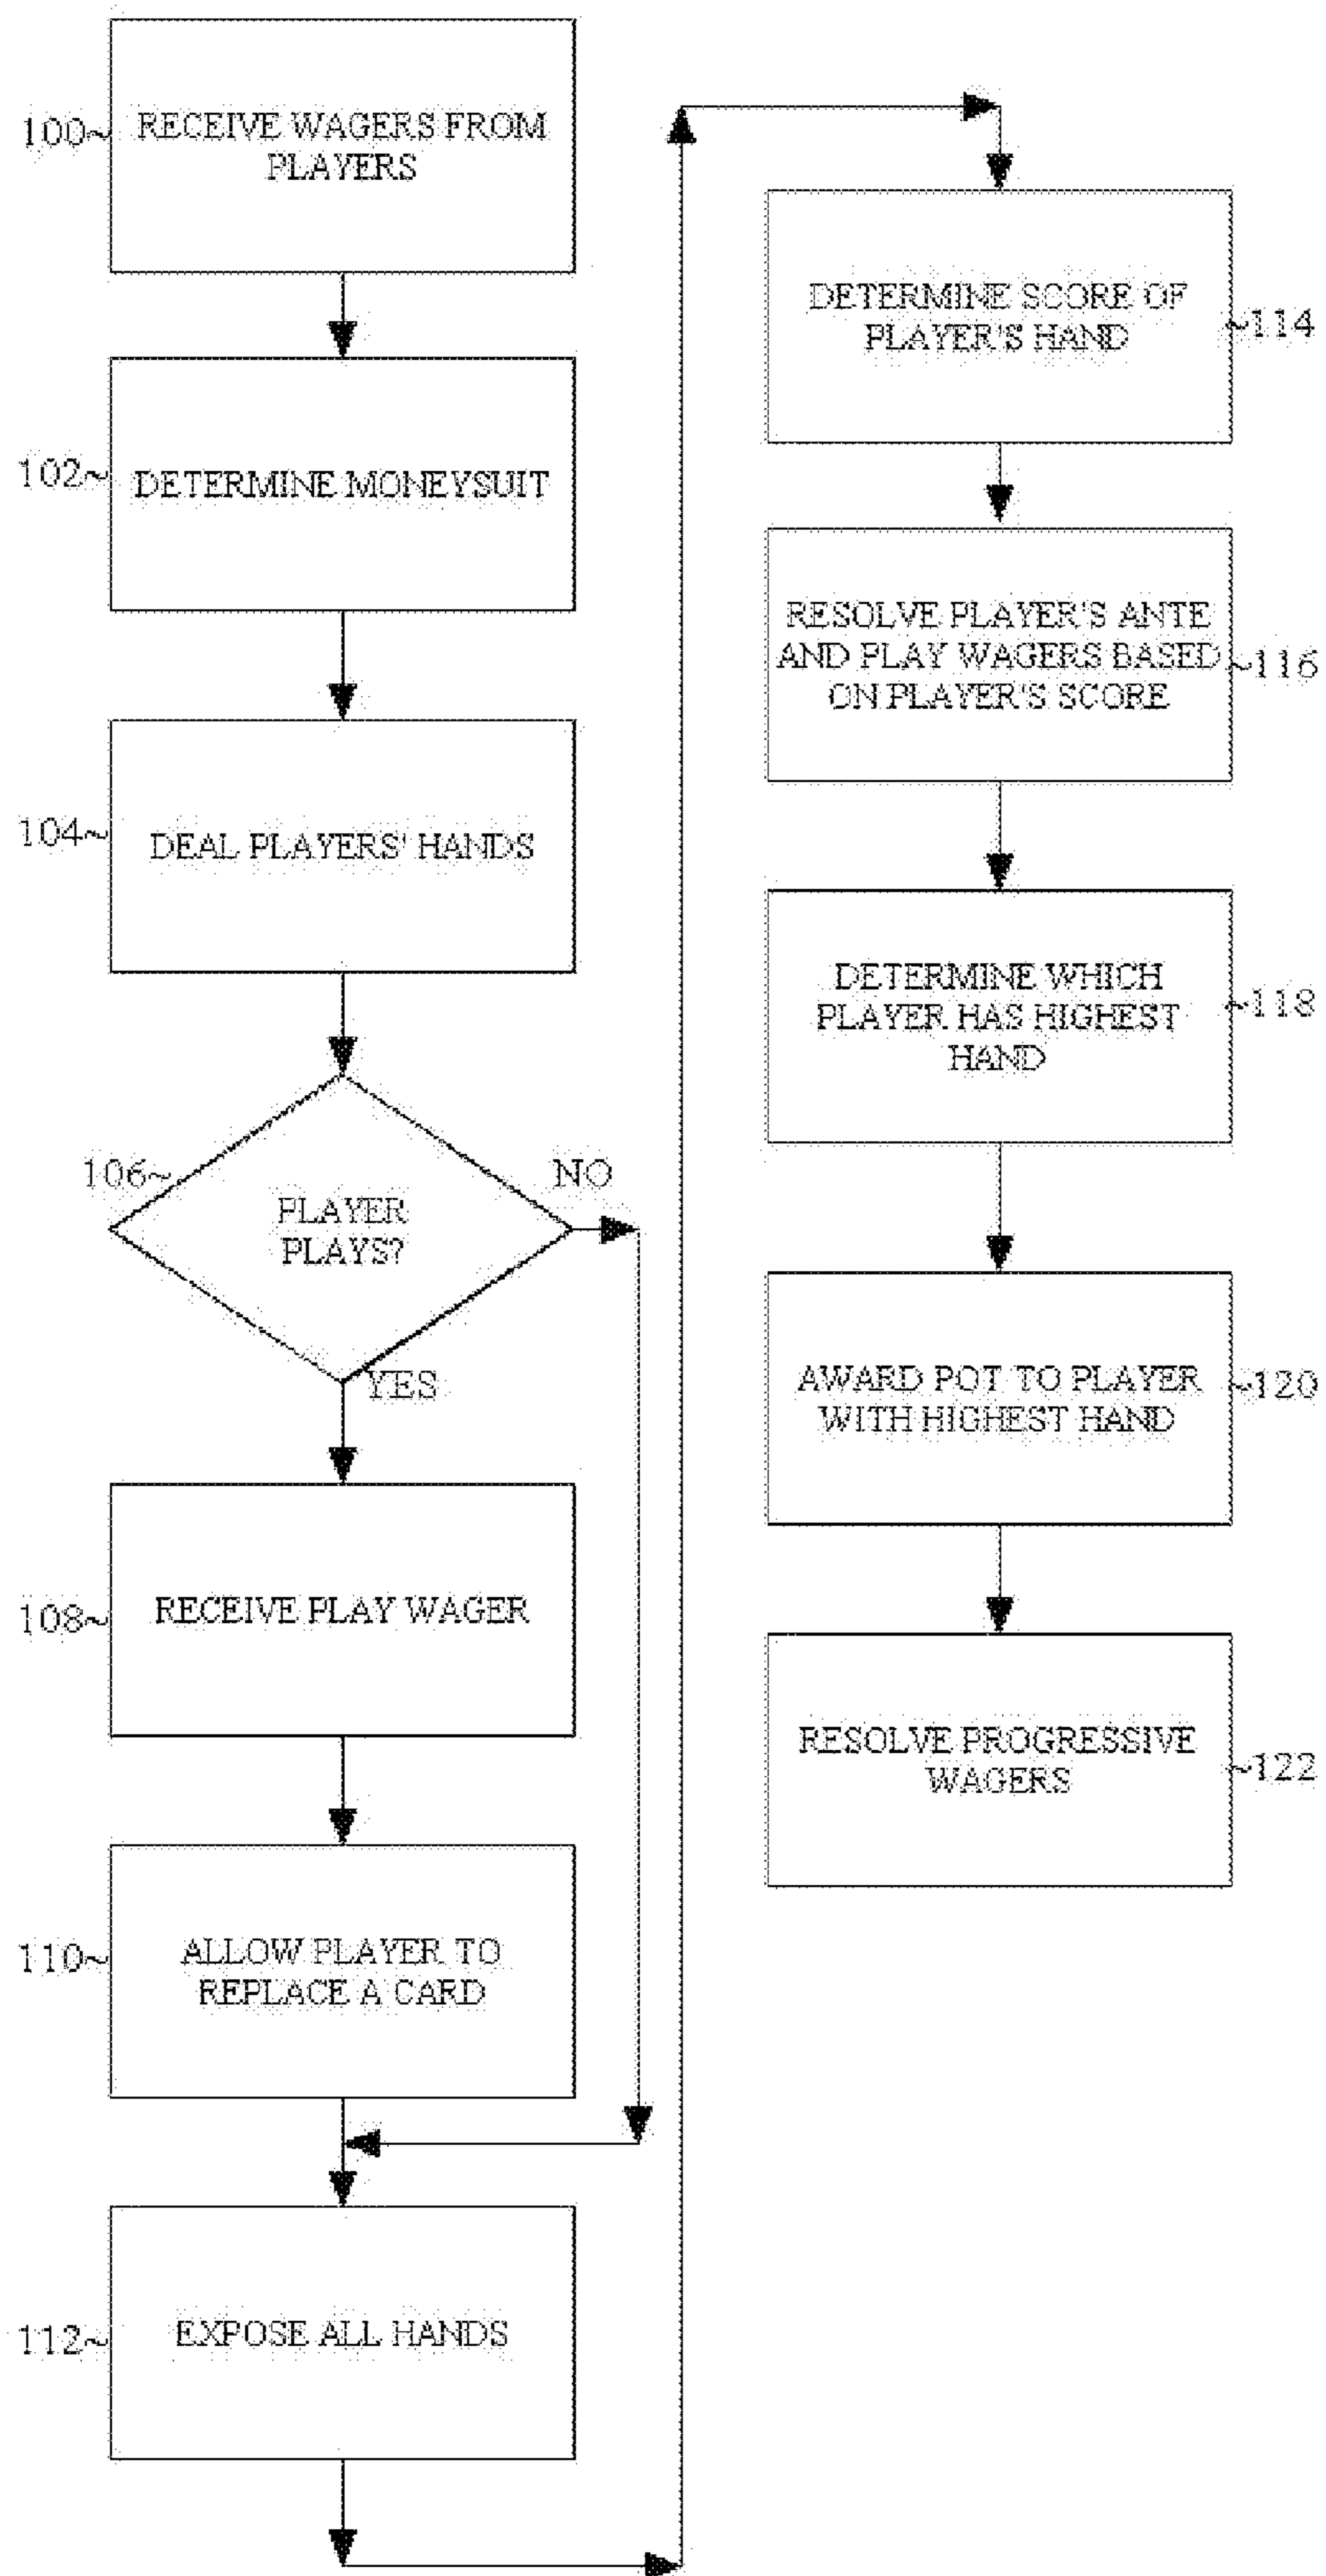 100~
RECEIVE WAGERS FROM
PLAYERS
102~
DETERMINE MONEYSUIT
104~
DEAL PLAYERS' HANDS
106~
PLAYER
PLAYS?
NO
YES
108~
RECEIVE PLAY WAGER
110~
ALLOW PLAYER TO
REPLACE A CARD
112~
EXPOSE ALL HANDS
DETERMINE SCORE OF
PLAYER'S HAND
~114
RESOLVE PLAYER'S ANTE
AND PLAY WAGERS BASED
ON PLAYER'S SCORE
~116
DETERMINE WHICH
PLAYER HAS HIGHEST
HAND
~118
AWARD POT TO PLAYER
WITH HIGHEST HAND
~120
RESOLVE PROGRESSIVE
WAGERS
~122